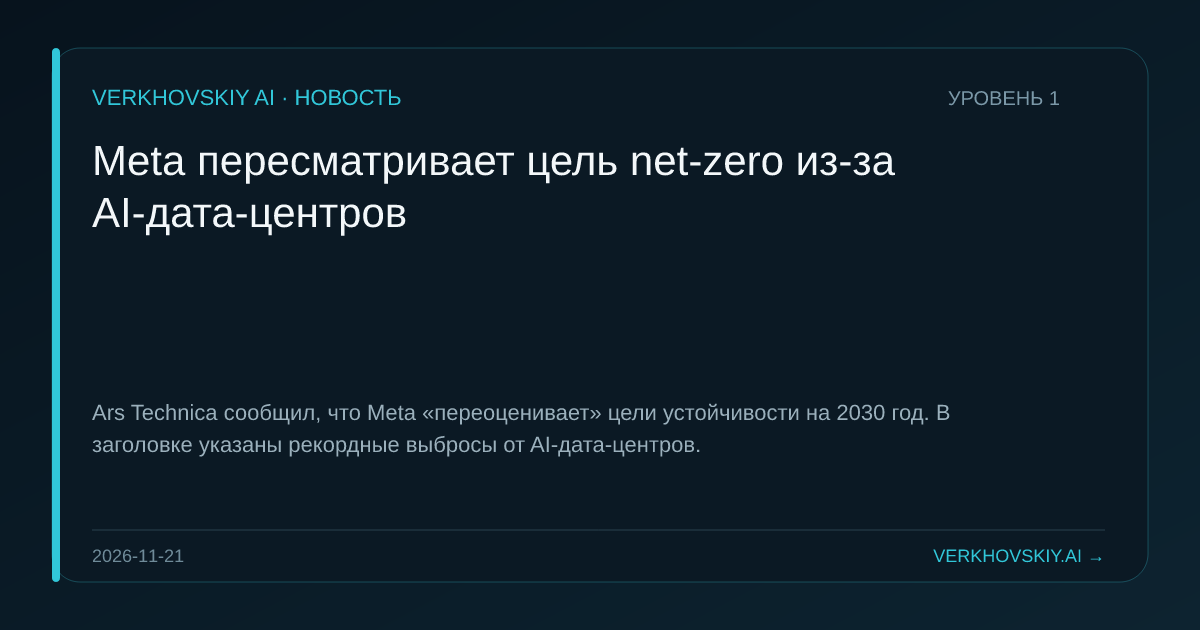 VERKHOVSKIY AI · НОВОСТЬ
УРОВЕНЬ 1
Meta пересматривает цель net-zero из-за
AI-дата-центров
Ars Technica сообщил, что Meta «переоценивает» цели устойчивости на 2030 год. В
заголовке указаны рекордные выбросы от AI-дата-центров.
2026-11-21
VERKHOVSKIY.AI →